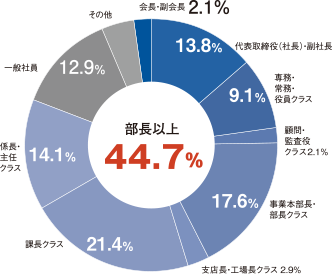 会長・副会長 2.1%
その他
13.8%
代表取締役（社長）・副社長
一般社員
12.9%
専務・
常務・
役員クラス
9.1%
顧問・
監査役
クラス2.1%
部長以上
44.7%
係長・
主任
クラス
14.1%
17.6%
事業本部長・
部長クラス
課長クラス
21.4%
支店長・工場長クラス 2.9%